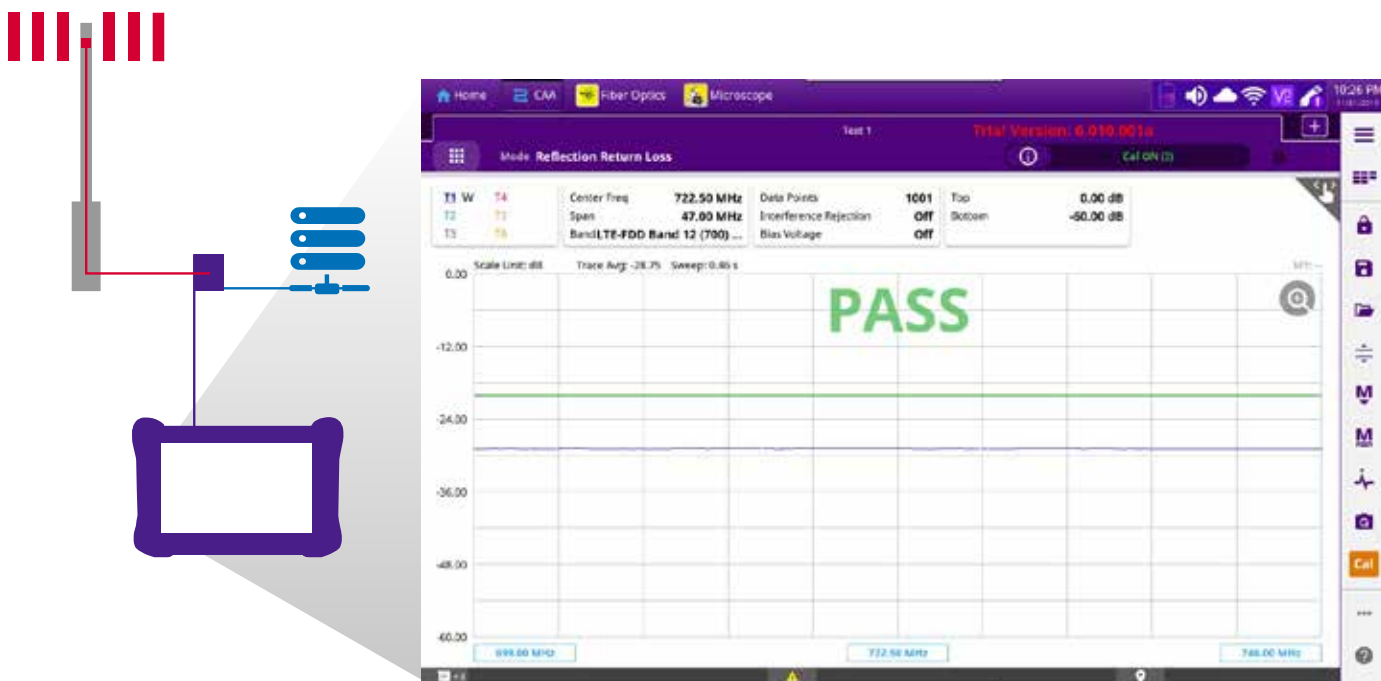 Home CAA Fiber Optics Microscope
V2
10:26 PM
Test 1
Trial Version: 6.010.001a
Mode Reflection Return Loss
Cal ON (2)
T1 W T4
T2
T3 T6
Center Freq 722.50 MHz
Span 47.00 MHz
Band LTE-FDD Band 12 (700) ...
Data Points 1001
Interference Rejection Off
Bias Voltage Off
Top 0.00 dB
Bottom -60.00 dB
Scale Unit: dB Trace Avg: -28.75 Sweep: 0.86 s
PASS
0.00
-12.00
-24.00
-36.00
-48.00
-60.00
699.00 MHz
722.50 MHz
746.00 MHz
M
M
Cal